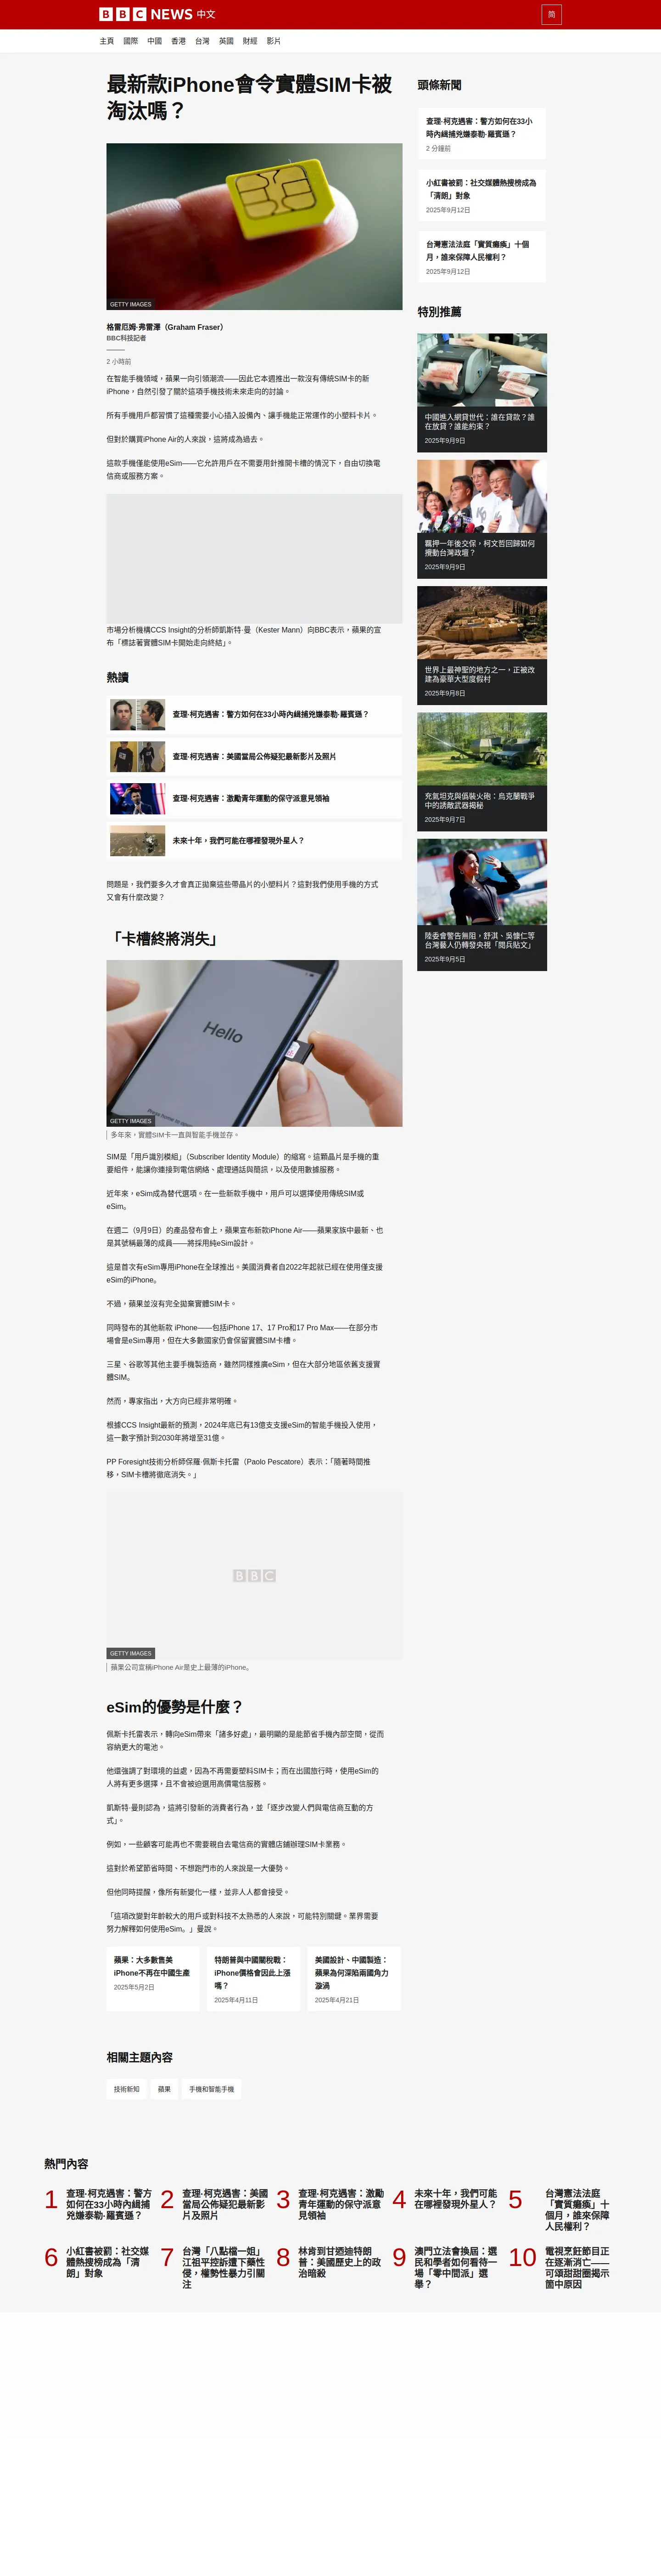 BBC NEWS 中文
简
主頁 國際 中國 香港 台灣 英國 財經 影片
最新款iPhone會令實體SIM卡被
淘汰嗎？
GETTY IMAGES
格雷厄姆·弗雷澤（Graham Fraser）
BBC科技記者
2 小時前
在智能手機領域，蘋果一向引領潮流——因此它本週推出一款沒有傳統SIM卡的新
iPhone，自然引發了關於這項手機技術未來走向的討論。
所有手機用戶都習慣了這種需要小心插入設備內、讓手機能正常運作的小塑料卡片。
但對於購買iPhone Air的人來說，這將成為過去。
這款手機僅能使用eSim——它允許用戶在不需要用針推開卡槽的情況下，自由切換電
信商或服務方案。
市場分析機構CCS Insight的分析師凱斯特·曼（Kester Mann）向BBC表示，蘋果的宣
布「標誌著實體SIM卡開始走向終結」。
熱讀
查理·柯克遇害：警方如何在33小時內緝捕兇嫌泰勒·羅賓遜？
查理·柯克遇害：美國當局公佈疑犯最新影片及照片
查理·柯克遇害：激勵青年運動的保守派意見領袖
未來十年，我們可能在哪裡發現外星人？
問題是，我們要多久才會真正拋棄這些帶晶片的小塑料片？這對我們使用手機的方式
又會有什麼改變？
「卡槽終將消失」
Hello
GETTY IMAGES
多年來，實體SIM卡一直與智能手機並存。
SIM是「用戶識別模組」（Subscriber Identity Module）的縮寫。這顆晶片是手機的重
要組件，能讓你連接到電信網絡、處理通話與簡訊，以及使用數據服務。
近年來，eSim成為替代選項。在一些新款手機中，用戶可以選擇使用傳統SIM或
eSim。
在週二（9月9日）的產品發布會上，蘋果宣布新款iPhone Air——蘋果家族中最新、也
是其號稱最薄的成員——將採用純eSim設計。
這是首次有eSim專用iPhone在全球推出。美國消費者自2022年起就已經在使用僅支援
eSim的iPhone。
不過，蘋果並沒有完全拋棄實體SIM卡。
同時發布的其他新款 iPhone——包括iPhone 17、17 Pro和17 Pro Max——在部分市
場會是eSim專用，但在大多數國家仍會保留實體SIM卡槽。
三星、谷歌等其他主要手機製造商，雖然同樣推廣eSim，但在大部分地區依舊支援實
體SIM。
然而，專家指出，大方向已經非常明確。
根據CCS Insight最新的預測，2024年底已有13億支支援eSim的智能手機投入使用，
這一數字預計到2030年將增至31億。
PP Foresight技術分析師保羅·佩斯卡托雷（Paolo Pescatore）表示：「隨著時間推
移，SIM卡槽將徹底消失。」
BBC
GETTY IMAGES
蘋果公司宣稱iPhone Air是史上最薄的iPhone。
eSim的優勢是什麼？
佩斯卡托雷表示，轉向eSim帶來「諸多好處」，最明顯的是能節省手機內部空間，從而
容納更大的電池。
他還強調了對環境的益處，因為不再需要塑料SIM卡；而在出國旅行時，使用eSim的
人將有更多選擇，且不會被迫選用高價電信服務。
凱斯特·曼則認為，這將引發新的消費者行為，並「逐步改變人們與電信商互動的方
式」。
例如，一些顧客可能再也不需要親自去電信商的實體店鋪辦理SIM卡業務。
這對於希望節省時間、不想跑門市的人來說是一大優勢。
但他同時提醒，像所有新變化一樣，並非人人都會接受。
「這項改變對年齡較大的用戶或對科技不太熟悉的人來說，可能特別關鍵。業界需要
努力解釋如何使用eSim。」曼說。
蘋果：大多數售美
iPhone不再在中國生產
2025年5月2日
特朗普與中國關稅戰：
iPhone價格會因此上漲
嗎？
2025年4月11日
美國設計、中國製造：
蘋果為何深陷兩國角力
漩渦
2025年4月21日
相關主題內容
技術新知 蘋果 手機和智能手機
頭條新聞
查理·柯克遇害：警方如何在33小
時內緝捕兇嫌泰勒·羅賓遜？
2 分鐘前
小紅書被罰：社交媒體熱搜榜成為
「清朗」對象
2025年9月12日
台灣憲法法庭「實質癱瘓」十個
月，誰來保障人民權利？
2025年9月12日
特別推薦
中國進入網貸世代：誰在貸款？誰
在放貸？誰能約束？
2025年9月9日
羈押一年後交保，柯文哲回歸如何
攪動台灣政壇？
2025年9月9日
世界上最神聖的地方之一，正被改
建為豪華大型度假村
2025年9月8日
充氣坦克與僞裝火砲：烏克蘭戰爭
中的誘敵武器揭秘
2025年9月7日
陸委會警告無阻，舒淇、吳慷仁等
台灣藝人仍轉發央視「閱兵貼文」
2025年9月5日
熱門內容
1 查理·柯克遇害：警方
如何在33小時內緝捕
兇嫌泰勒·羅賓遜？
2 查理·柯克遇害：美國
當局公佈疑犯最新影
片及照片
3 查理·柯克遇害：激勵
青年運動的保守派意
見領袖
4 未來十年，我們可能
在哪裡發現外星人？
5 台灣憲法法庭
「實質癱瘓」十
個月，誰來保障
人民權利？
6 小紅書被罰：社交媒
體熱搜榜成為「清
朗」對象
7 台灣「八點檔一姐」
江祖平控訴遭下藥性
侵，權勢性暴力引關
注
8 林肯到甘迺迪特朗
普：美國歷史上的政
治暗殺
9 澳門立法會換屆：選
民和學者如何看待一
場「零中間派」選
舉？
10 電視烹飪節目正
在逐漸消亡——
可頌甜甜圈揭示
箇中原因